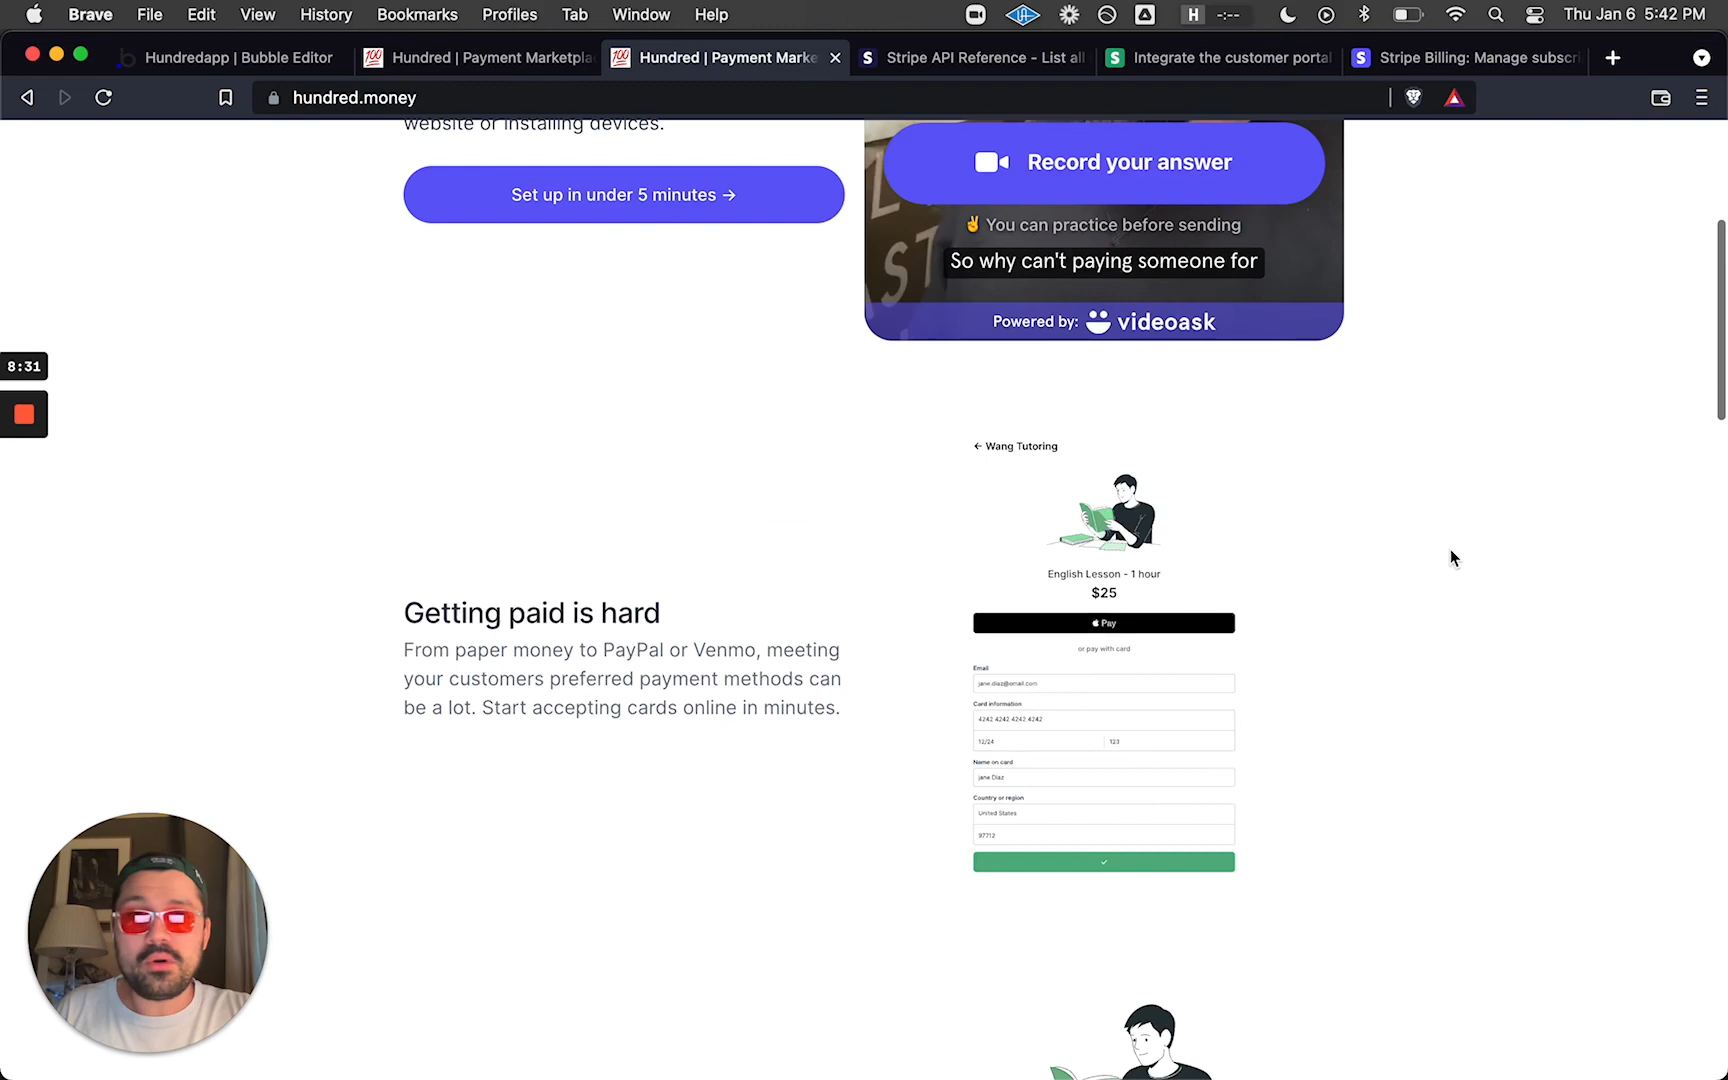 Brave File Edit View History Bookmarks Profiles Tab Window Help
H -:-- Thu Jan 6 5:42 PM
Hundredapp | Bubble Editor
Hundred | Payment Marketpla
Hundred | Payment Marke
Stripe API Reference - List all
Integrate the customer portal
Stripe Billing: Manage subscri
hundred.money
website or installing devices.
Set up in under 5 minutes →
Record your answer
✌ You can practice before sending
So why can't paying someone for
Powered by: videoask
8:31
← Wang Tutoring
English Lesson - 1 hour
$25
Pay
or pay with card
Email
jane.diaz@email.com
Card information
4242 4242 4242 4242
12/24 123
Name on card
Jane Diaz
Country or region
United States
97712
Getting paid is hard
From paper money to PayPal or Venmo, meeting
your customers preferred payment methods can
be a lot. Start accepting cards online in minutes.